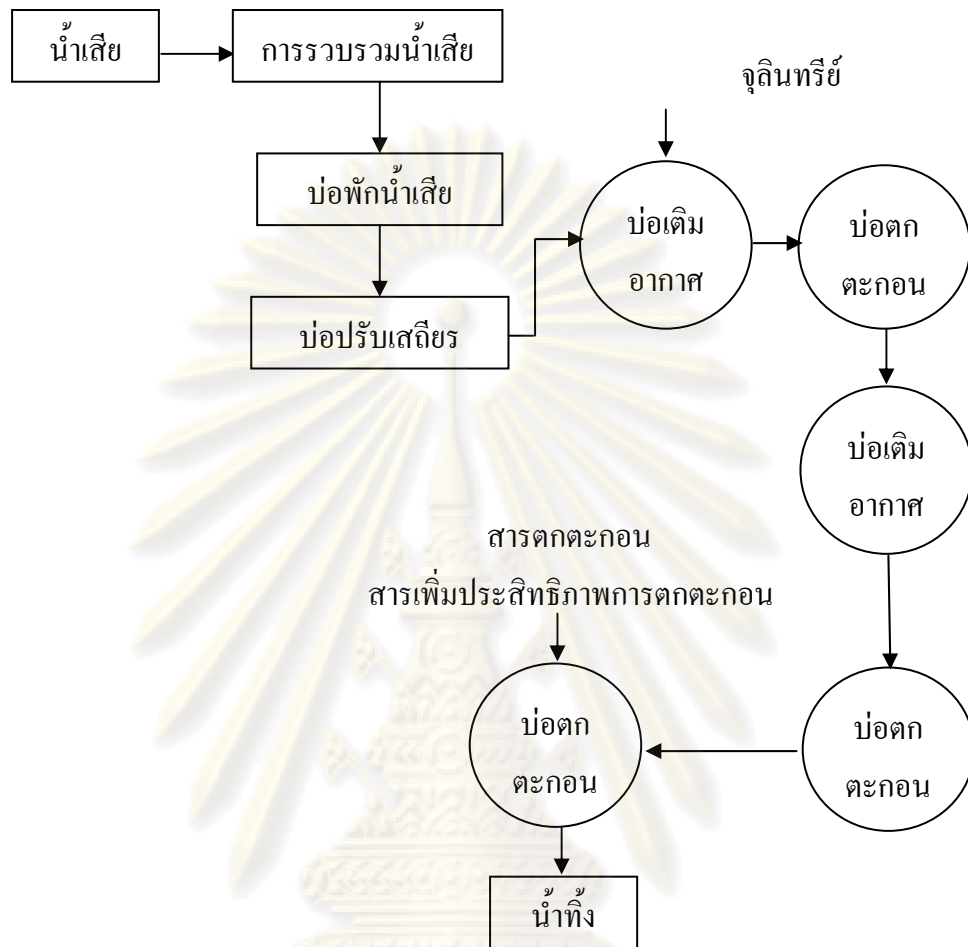 น้ำเสีย
การรวบรวมน้ำเสีย
บ่อพักน้ำเสีย
บ่อปรับเสถียร
จุลินทรีย์
บ่อเติม
อากาศ
บ่อตก
ตะกอน
บ่อเติม
อากาศ
บ่อตก
ตะกอน
สารตกตะกอน
สารเพิ่มประสิทธิภาพการตกตะกอน
บ่อตก
ตะกอน
น้ำทิ้ง